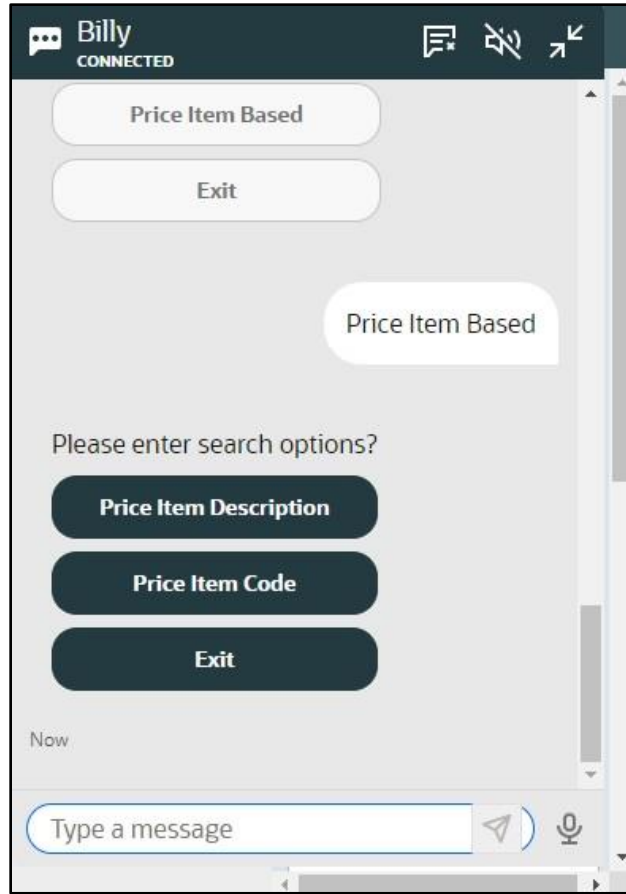 Billy
CONNECTED
Price Item Based
Exit
Price Item Based
Please enter search options?
Price Item Description
Price Item Code
Exit
Now
Type a message